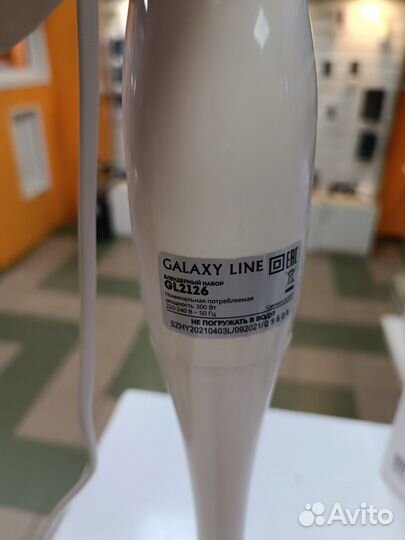 GALAXY LINE
БЛЕНДЕРНЫЙ НАБОР
GL2126
Номинальная потребляемая
мощность 300 Вт
220-240 В ~ 50 Гц
НЕ ПОГРУЖАТЬ В ВОДУ!
SZHY20210403L/092021/
Avito